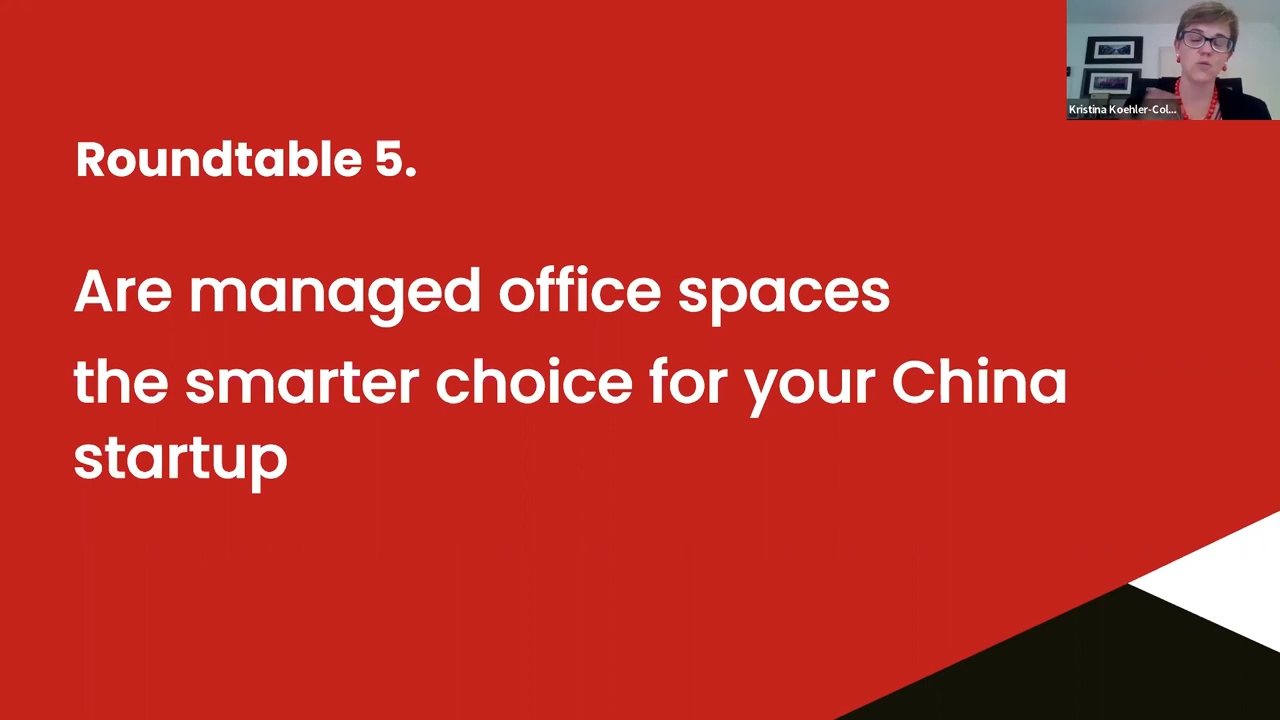 Roundtable 5.
Are managed office spaces
the smarter choice for your China
startup
Kristina Koehler-Col...